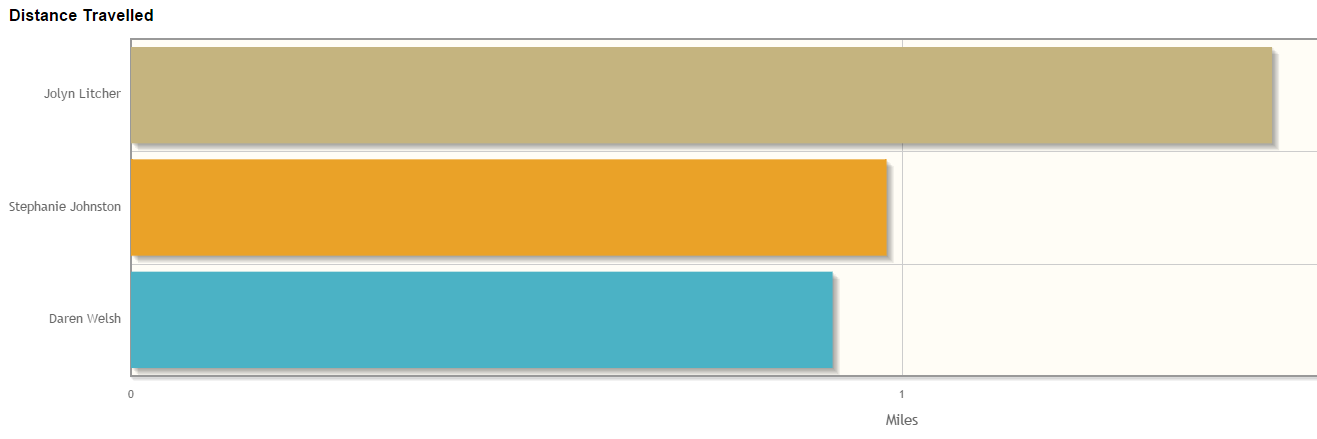 Distance Travelled
Jolyn Litcher
Stephanie Johnston
Daren Welsh
0 1
Miles